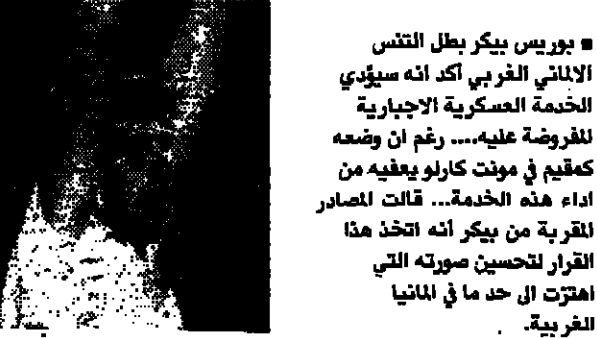 ■ بوريس بيكر بطل التنس
الالماني الغربي أكد انه سيؤدي
الخدمة العسكرية الاجبارية
المفروضة عليه.... رغم ان وضعه
كمقيم في مونت كارلو يعفيه من
اداء هذه الخدمة... قالت المصادر
المقربة من بيكر أنه اتخذ هذا
القرار لتحسين صورته التي
اهتزت الى حد ما في المانيا
الغربية.